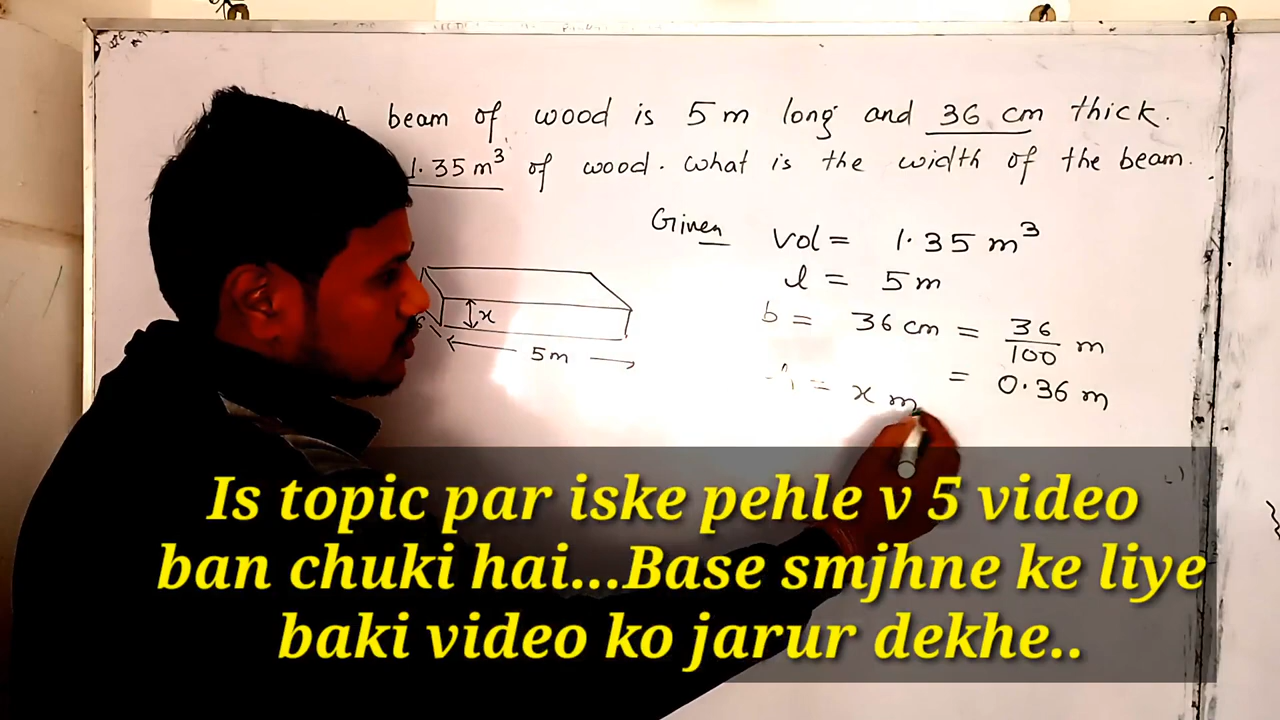 A beam of wood is 5 m long and 36 cm thick.
1.35 m³ of wood. what is the width of the beam.
Given vol = 1.35 m³
l = 5 m
b = 36 cm = 36/100 m
= 0.36 m
h = x m
x
5m
Is topic par iske pehle v 5 video
ban chuki hai...Base smjhne ke liye
baki video ko jarur dekhe..